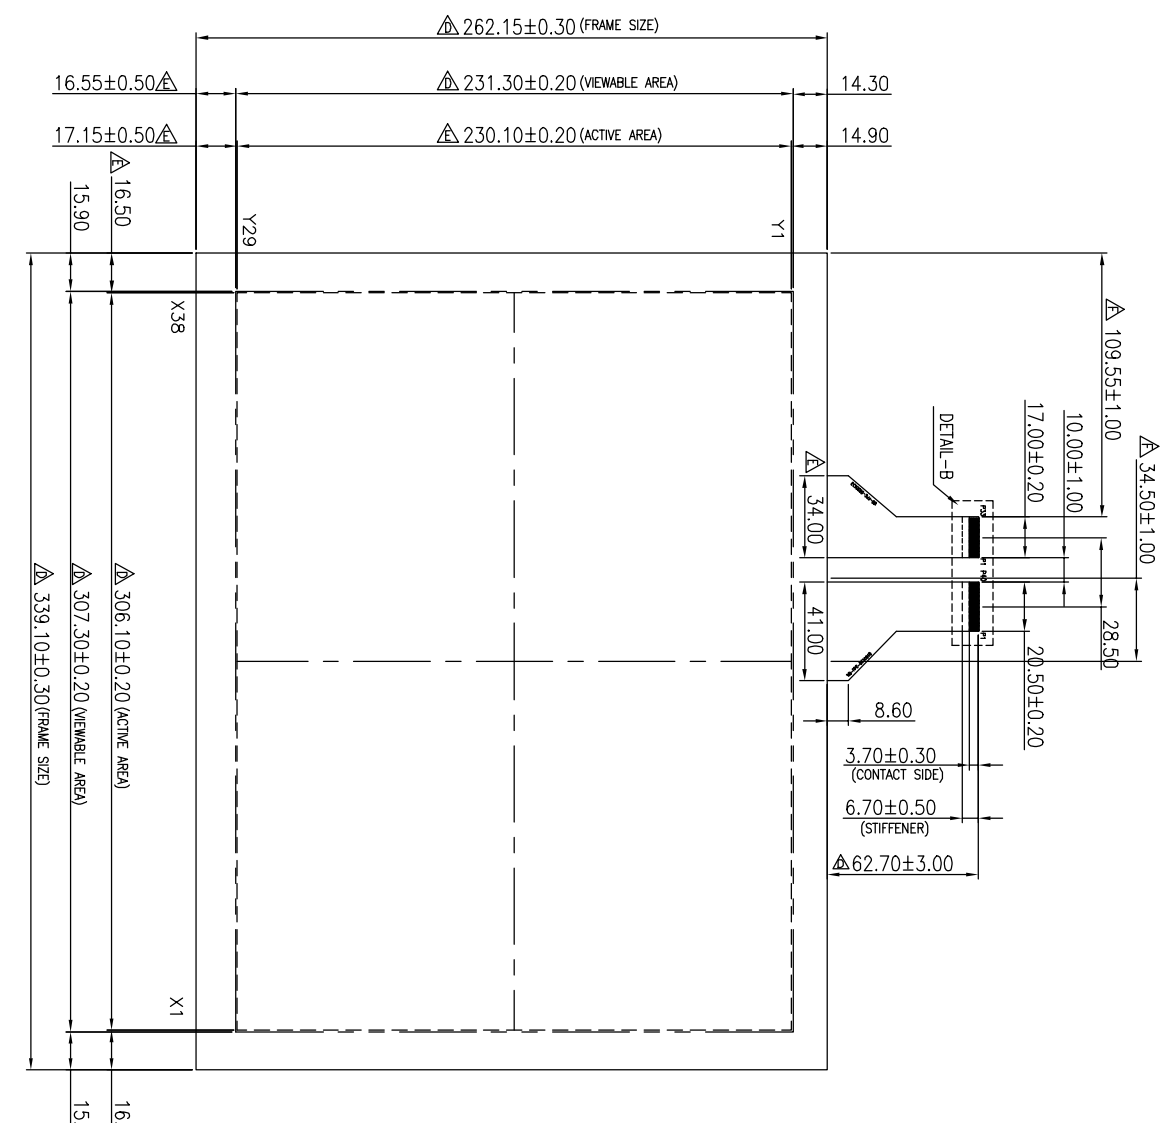 D 262.15±0.30 (FRAME SIZE)
16.55±0.50 E
D 231.30±0.20 (VIEWABLE AREA)
14.30
17.15±0.50 E
E 230.10±0.20 (ACTIVE AREA)
14.90
E 16.50
15.90
Y29
Y1
X38
X1
F 109.55±1.00
17.00±0.20
10.00±1.00
F 34.50±1.00
DETAIL-B
E 34.00
41.00
P1
P1
28.50
20.50±0.20
8.60
3.70±0.30
(CONTACT SIDE)
6.70±0.50
(STIFFENER)
D 62.70±3.00
D 306.10±0.20 (ACTIVE AREA)
D 307.30±0.20 (VIEWABLE AREA)
D 339.10±0.30 (FRAME SIZE)
15.
16.